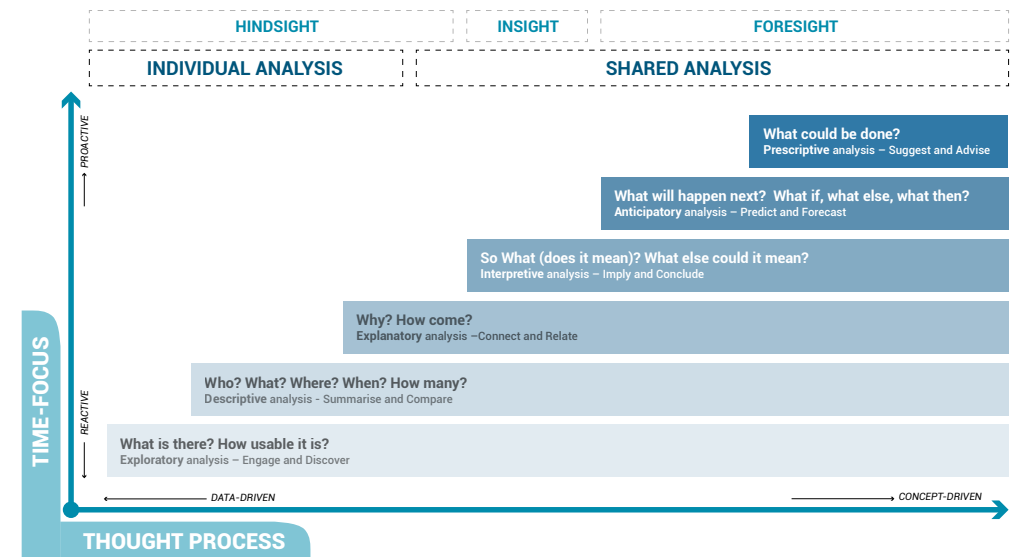 HINDSIGHT
INSIGHT
FORESIGHT
INDIVIDUAL ANALYSIS
SHARED ANALYSIS
PROACTIVE
What could be done?
Prescriptive analysis – Suggest and Advise
What will happen next? What if, what else, what then?
Anticipatory analysis – Predict and Forecast
So What (does it mean)? What else could it mean?
Interpretive analysis – Imply and Conclude
Why? How come?
Explanatory analysis –Connect and Relate
Who? What? Where? When? How many?
Descriptive analysis - Summarise and Compare
What is there? How usable it is?
Exploratory analysis – Engage and Discover
REACTIVE
TIME-FOCUS
DATA-DRIVEN
CONCEPT-DRIVEN
THOUGHT PROCESS